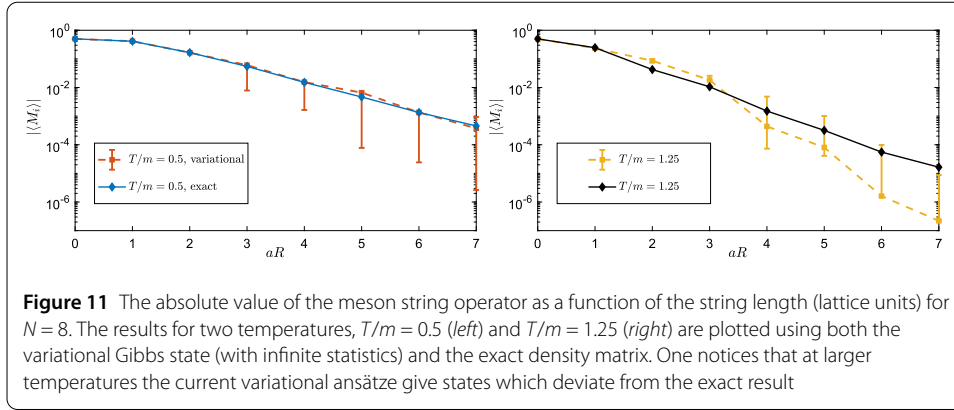 10^0
10^-2
10^-4
10^-6
|⟨M_i⟩|
T/m = 0.5, variational
T/m = 0.5, exact
0 1 2 3 4 5 6 7
aR
10^0
10^-2
10^-4
10^-6
|⟨M_i⟩|
T/m = 1.25
T/m = 1.25
0 1 2 3 4 5 6 7
aR
Figure 11 The absolute value of the meson string operator as a function of the string length (lattice units) for
N = 8. The results for two temperatures, T/m = 0.5 (left) and T/m = 1.25 (right) are plotted using both the
variational Gibbs state (with infinite statistics) and the exact density matrix. One notices that at larger
temperatures the current variational ansätze give states which deviate from the exact result